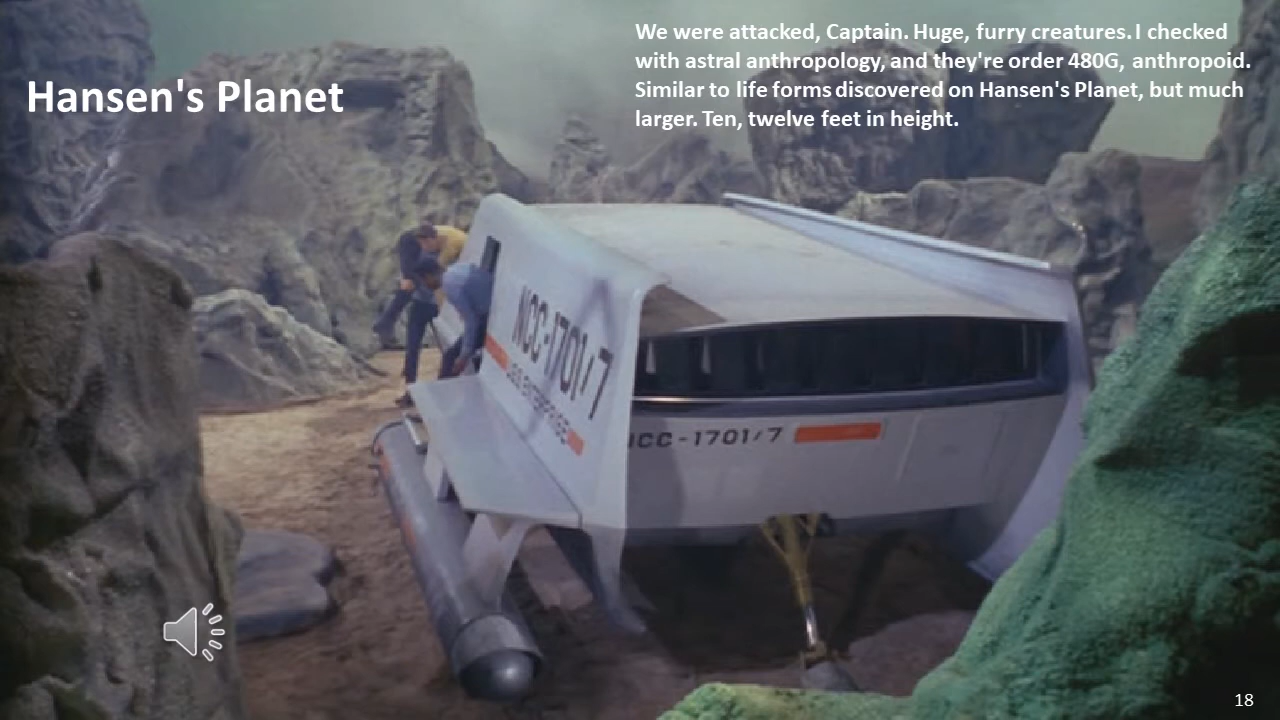 We were attacked, Captain. Huge, furry creatures. I checked
with astral anthropology, and they're order 480G, anthropoid.
Similar to life forms discovered on Hansen's Planet, but much
larger. Ten, twelve feet in height.
Hansen's Planet
NCC-1701/7
USS ENTERPRISE
NCC-1701/7
18